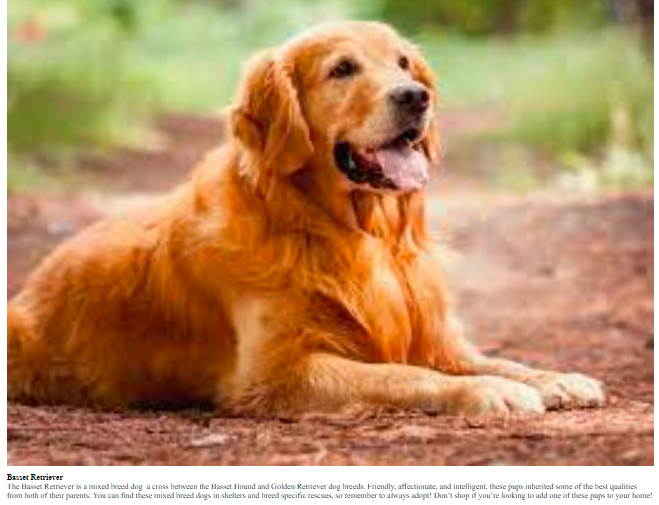 Basset Retriever
The Basset Retriever is a mixed breed dog a cross between the Basset Hound and Golden Retriever dog breeds. Friendly, affectionate, and intelligent, these pups inherited some of the best qualities
from both of their parents. You can find these mixed breed dogs in shelters and breed specific rescues, so remember to always adopt! Don't shop if you're looking to add one of these pups to your home!